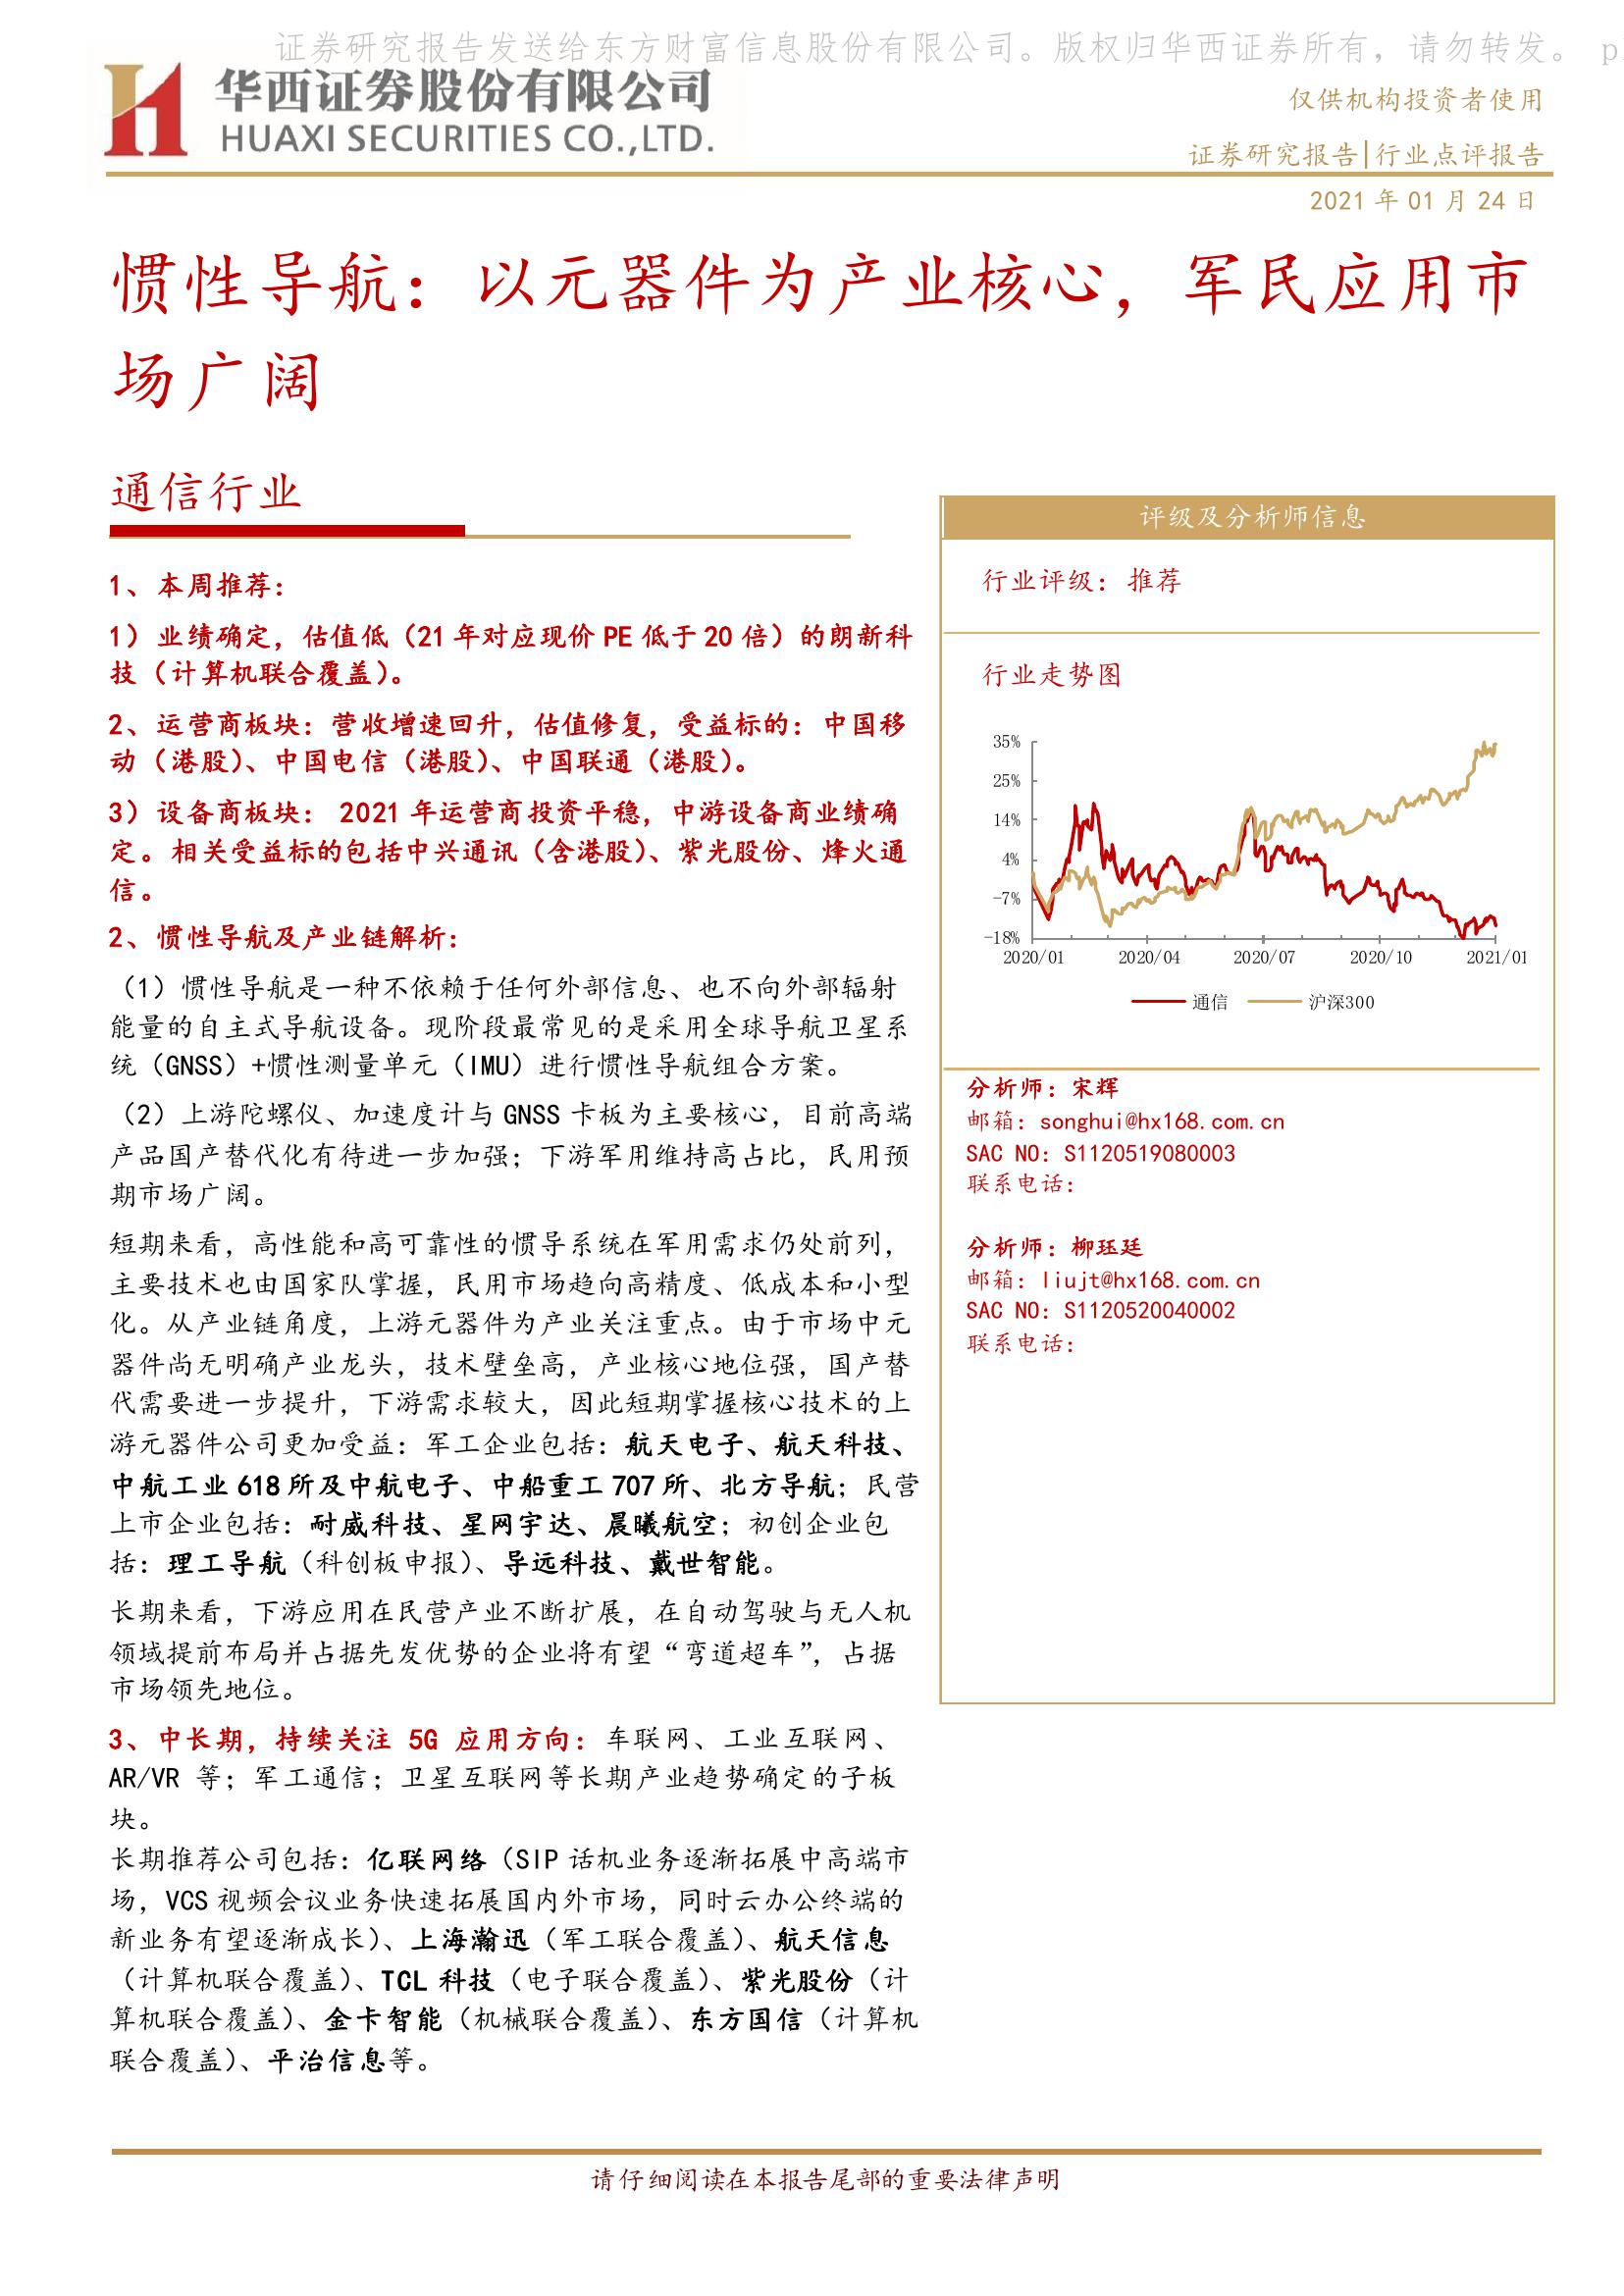 证券研究报告发送给东方财富信息股份有限公司。版权归华西证券所有，请勿转发。 p
华西证券股份有限公司
HUAXI SECURITIES CO.,LTD.
仅供机构投资者使用
证券研究报告|行业点评报告
2021 年 01 月 24 日
惯性导航：以元器件为产业核心，军民应用市
场广阔
通信行业
1、本周推荐：
1）业绩确定，估值低（21 年对应现价 PE 低于 20 倍）的朗新科
技（计算机联合覆盖）。
2、运营商板块：营收增速回升，估值修复，受益标的：中国移
动（港股）、中国电信（港股）、中国联通（港股）。
3）设备商板块： 2021 年运营商投资平稳，中游设备商业绩确
定。相关受益标的包括中兴通讯（含港股）、紫光股份、烽火通
信。
2、惯性导航及产业链解析：
（1）惯性导航是一种不依赖于任何外部信息、也不向外部辐射
能量的自主式导航设备。现阶段最常见的是采用全球导航卫星系
统（GNSS）+惯性测量单元（IMU）进行惯性导航组合方案。
（2）上游陀螺仪、加速度计与 GNSS 卡板为主要核心，目前高端
产品国产替代化有待进一步加强；下游军用维持高占比，民用预
期市场广阔。
短期来看，高性能和高可靠性的惯导系统在军用需求仍处前列，
主要技术也由国家队掌握，民用市场趋向高精度、低成本和小型
化。从产业链角度，上游元器件为产业关注重点。由于市场中元
器件尚无明确产业龙头，技术壁垒高，产业核心地位强，国产替
代需要进一步提升，下游需求较大，因此短期掌握核心技术的上
游元器件公司更加受益：军工企业包括：航天电子、航天科技、
中航工业 618 所及中航电子、中船重工 707 所、北方导航；民营
上市企业包括：耐威科技、星网宇达、晨曦航空；初创企业包
括：理工导航（科创板申报）、导远科技、戴世智能。
长期来看，下游应用在民营产业不断扩展，在自动驾驶与无人机
领域提前布局并占据先发优势的企业将有望“弯道超车”，占据
市场领先地位。
3、中长期，持续关注 5G 应用方向：车联网、工业互联网、
AR/VR 等；军工通信；卫星互联网等长期产业趋势确定的子板
块。
长期推荐公司包括：亿联网络（SIP 话机业务逐渐拓展中高端市
场，VCS 视频会议业务快速拓展国内外市场，同时云办公终端的
新业务有望逐渐成长）、上海瀚迅（军工联合覆盖）、航天信息
（计算机联合覆盖）、TCL 科技（电子联合覆盖）、紫光股份（计
算机联合覆盖）、金卡智能（机械联合覆盖）、东方国信（计算机
联合覆盖）、平治信息等。
评级及分析师信息
行业评级：推荐
行业走势图
35%
25%
14%
4%
-7%
-18%
2020/01 2020/04 2020/07 2020/10 2021/01
通信 沪深300
分析师：宋辉
邮箱：songhui@hx168.com.cn
SAC NO：S1120519080003
联系电话：
分析师：柳珏廷
邮箱：liujt@hx168.com.cn
SAC NO：S1120520040002
联系电话：
请仔细阅读在本报告尾部的重要法律声明